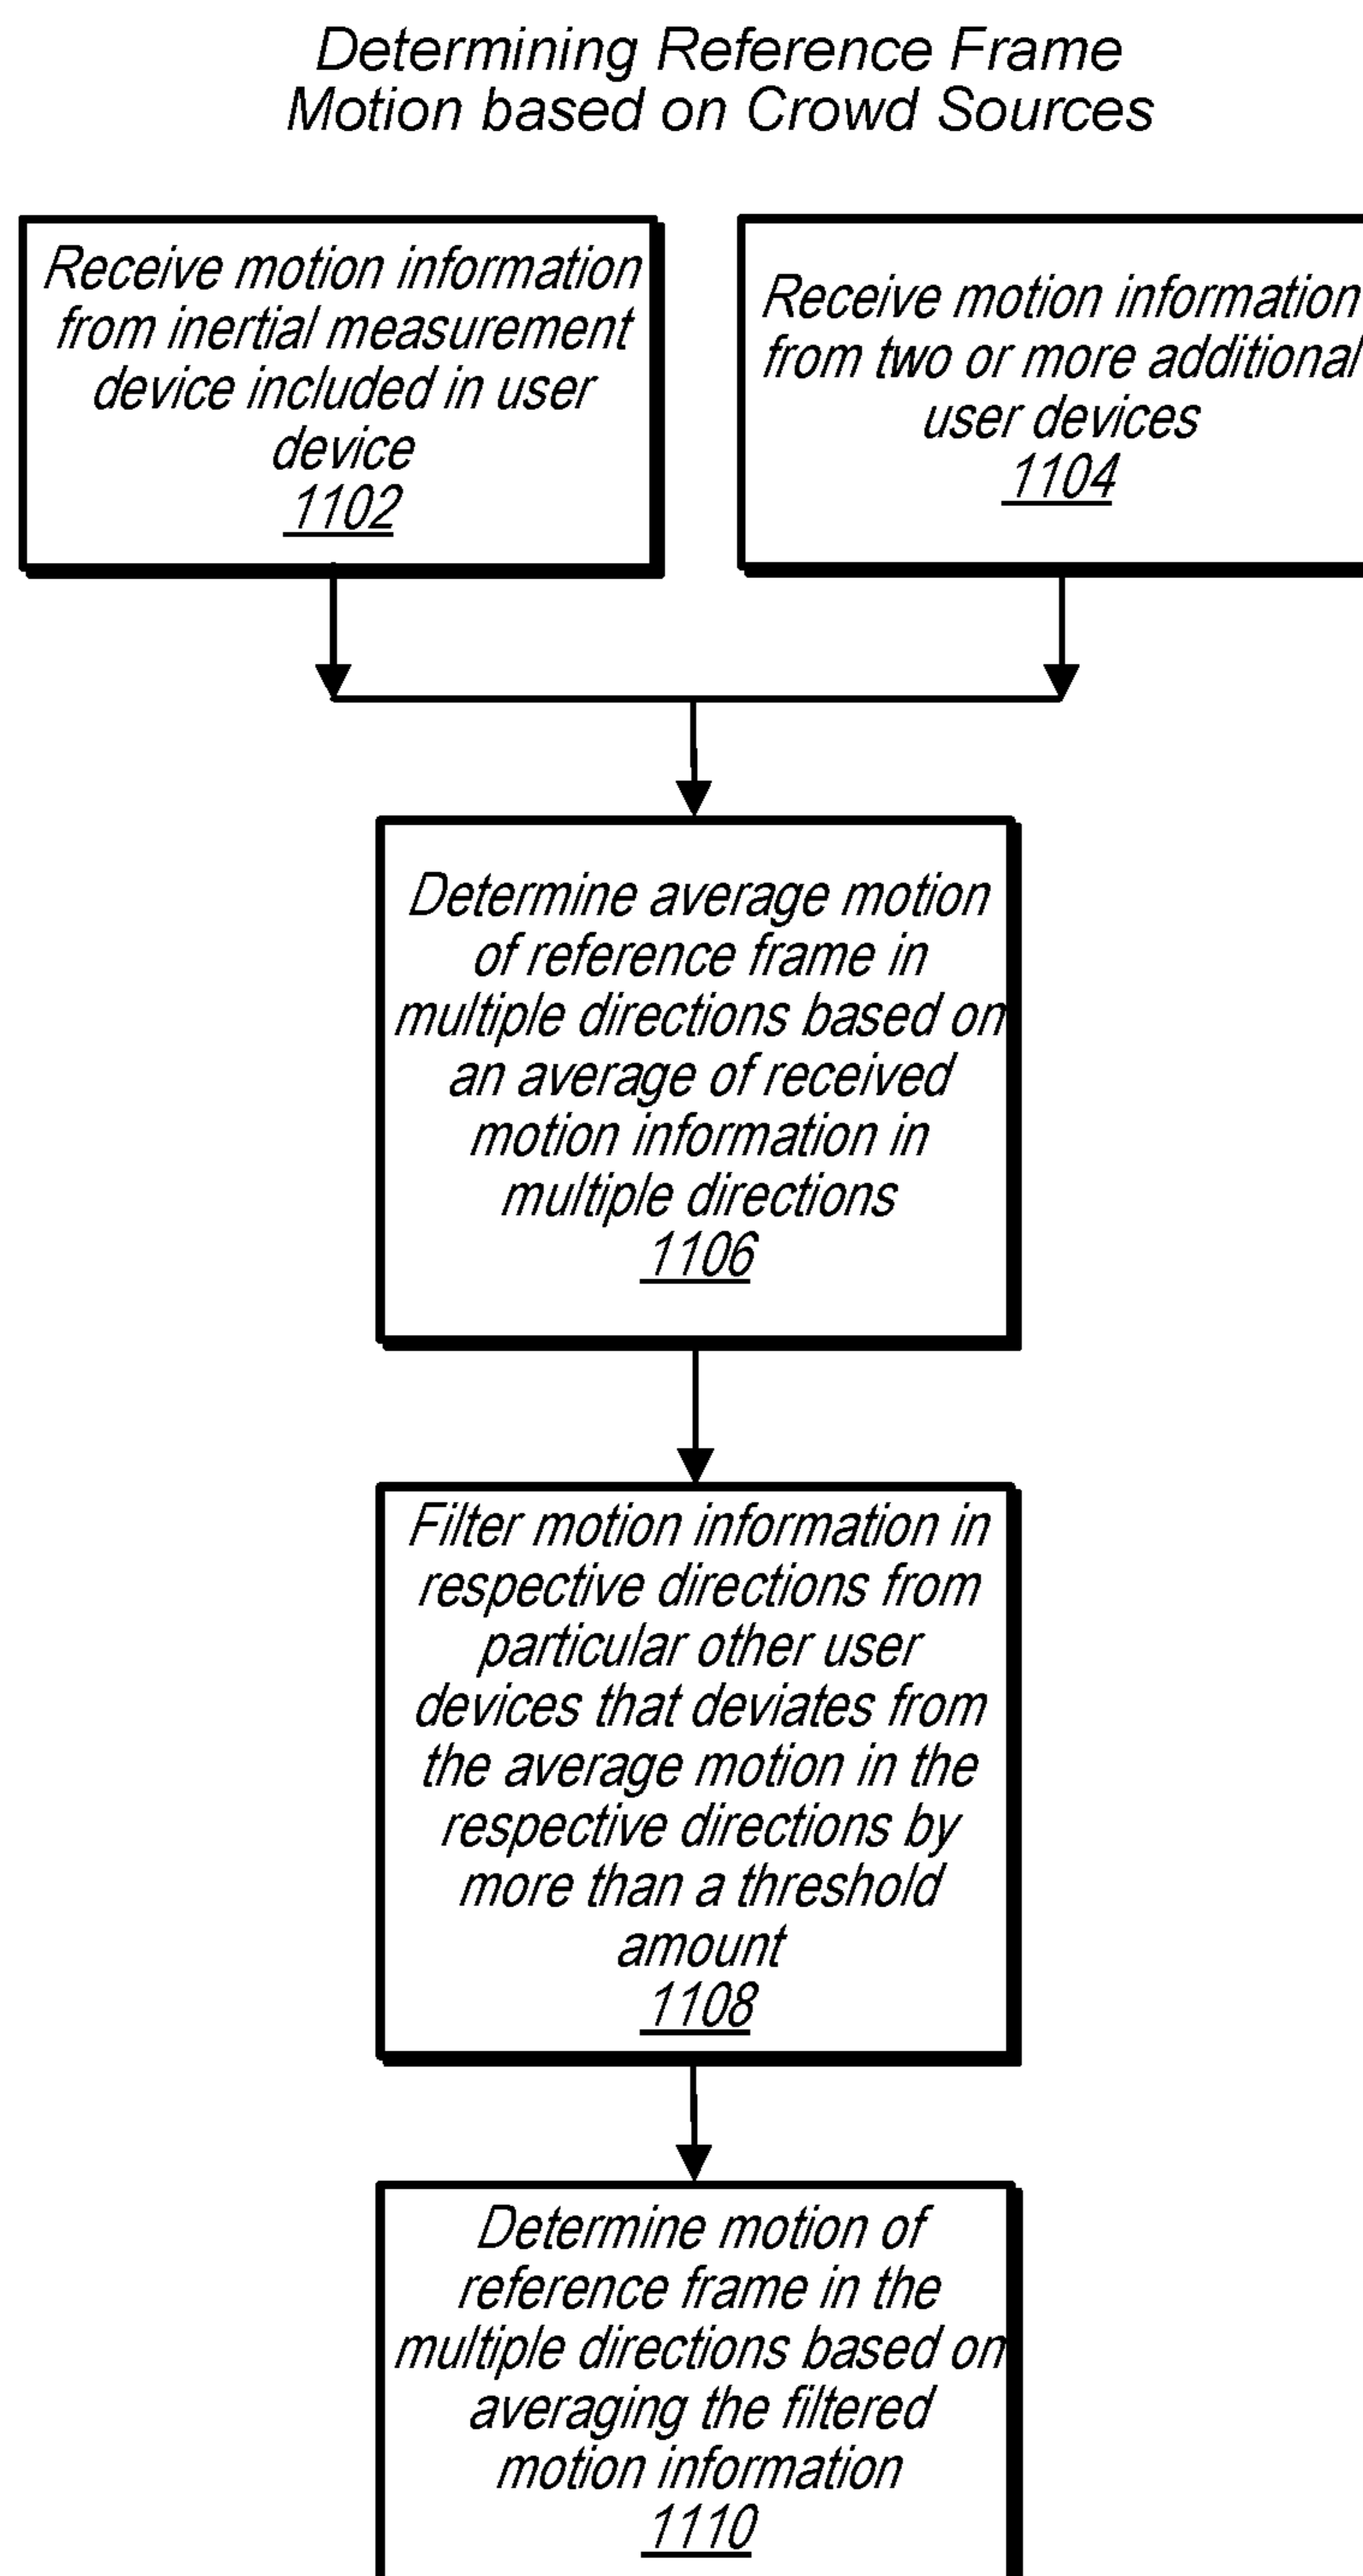 Determining Reference Frame
Motion based on Crowd Sources
Receive motion information
from inertial measurement
device included in user
device
1102
Receive motion information
from two or more additional
user devices
1104
Determine average motion
of reference frame in
multiple directions based on
an average of received
motion information in
multiple directions
1106
Filter motion information in
respective directions from
particular other user
devices that deviates from
the average motion in the
respective directions by
more than a threshold
amount
1108
Determine motion of
reference frame in the
multiple directions based on
averaging the filtered
motion information
1110